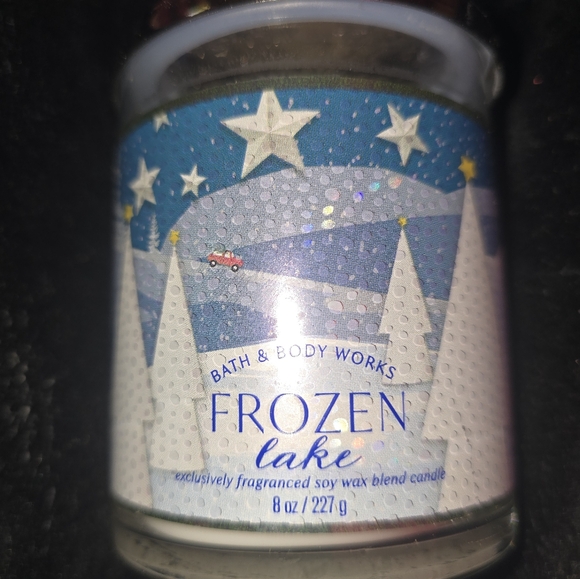 BATH & BODY WORKS
FROZEN
lake
exclusively fragranced soy wax blend candle
8 oz / 227 g